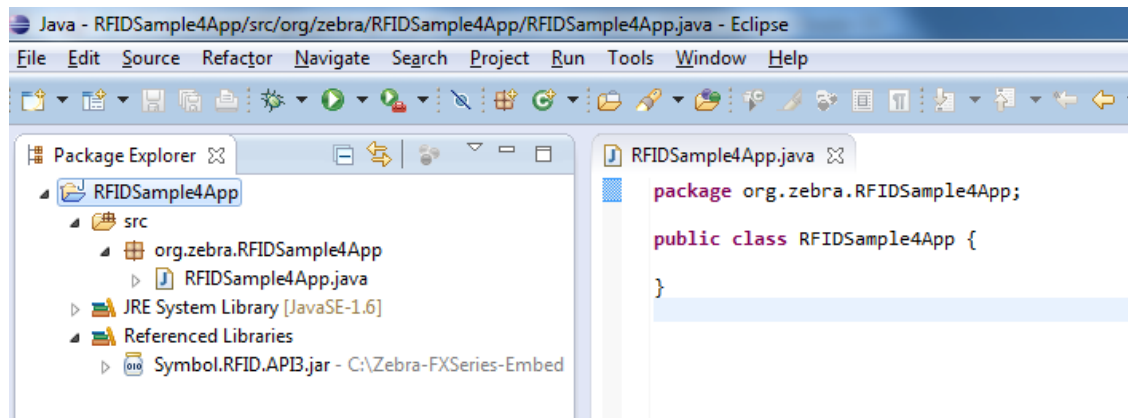 Java - RFIDSample4App/src/org/zebra/RFIDSample4App/RFIDSample4App.java - Eclipse
File Edit Source Refactor Navigate Search Project Run Tools Window Help
Package Explorer
RFIDSample4App
src
org.zebra.RFIDSample4App
RFIDSample4App.java
JRE System Library [JavaSE-1.6]
Referenced Libraries
Symbol.RFID.API3.jar - C:\Zebra-FXSeries-Embed
RFIDSample4App.java
package org.zebra.RFIDSample4App;
public class RFIDSample4App {
}